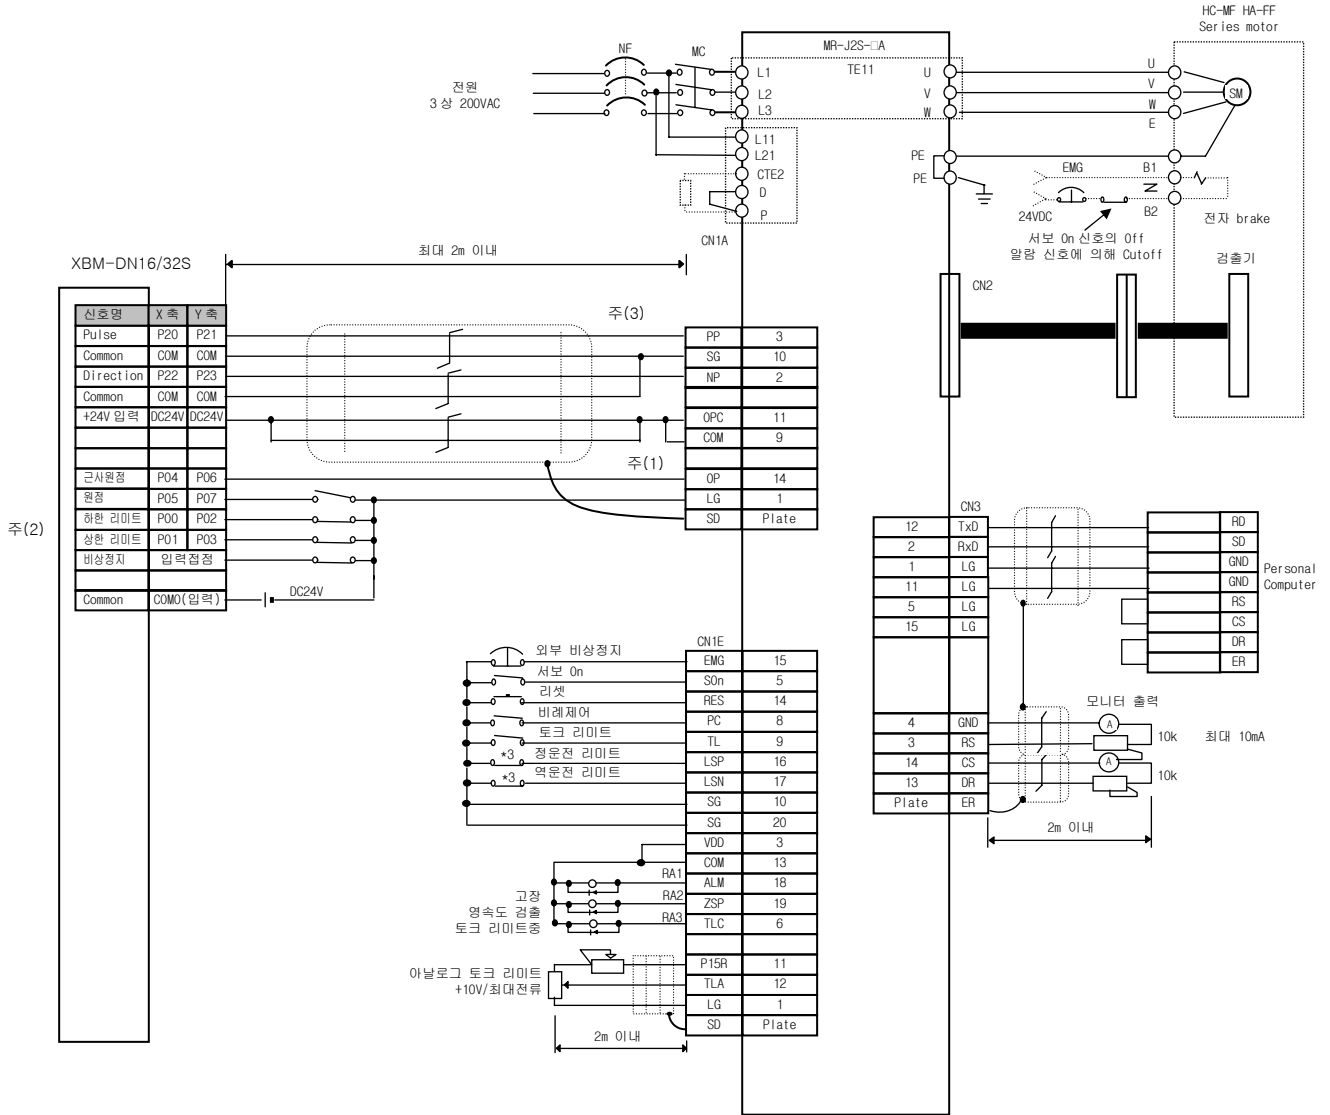 HC-MF HA-FF
Series motor
MR-J2S-□A
TE11
NF
MC
전원
3상 200VAC
L1
L2
L3
U
V
W
U
V
W
E
SM
L11
L21
CTE2
D
P
PE
PE
EMG
B1
B2
24VDC
전자 brake
서보 On 신호의 Off
알람 신호에 의해 Cutoff
검출기
CN1A
CN2
XBM-DN16/32S
최대 2m 이내
주(3)
주(1)
주(2)
신호명 X축 Y축
Pulse P20 P21
Common COM COM
Direction P22 P23
Common COM COM
+24V 입력 DC24V DC24V
근사원점 P04 P06
원점 P05 P07
하한 리미트 P00 P02
상한 리미트 P01 P03
비상정지 입력접점
Common COM0(입력)
DC24V
PP 3
SG 10
NP 2
OPC 11
COM 9
OP 14
LG 1
SD Plate
CN3
12 TxD
2 RxD
1 LG
11 LG
5 LG
15 LG
4 GND
3 RS
14 CS
13 DR
Plate ER
RD
SD
GND
GND
RS
CS
DR
ER
Personal
Computer
모니터 출력
A
10k
최대 10mA
A
10k
2m 이내
CN1E
외부 비상정지
서보 On
리셋
비례제어
토크 리미트
*3 정운전 리미트
*3 역운전 리미트
EMG 15
SOn 5
RES 14
PC 8
TL 9
LSP 16
LSN 17
SG 10
SG 20
VDD 3
COM 13
ALM 18
ZSP 19
TLC 6
P15R 11
TLA 12
LG 1
SD Plate
RA1
RA2
RA3
고장
영속도 검출
토크 리미트중
아날로그 토크 리미트
+10V/최대전류
2m 이내